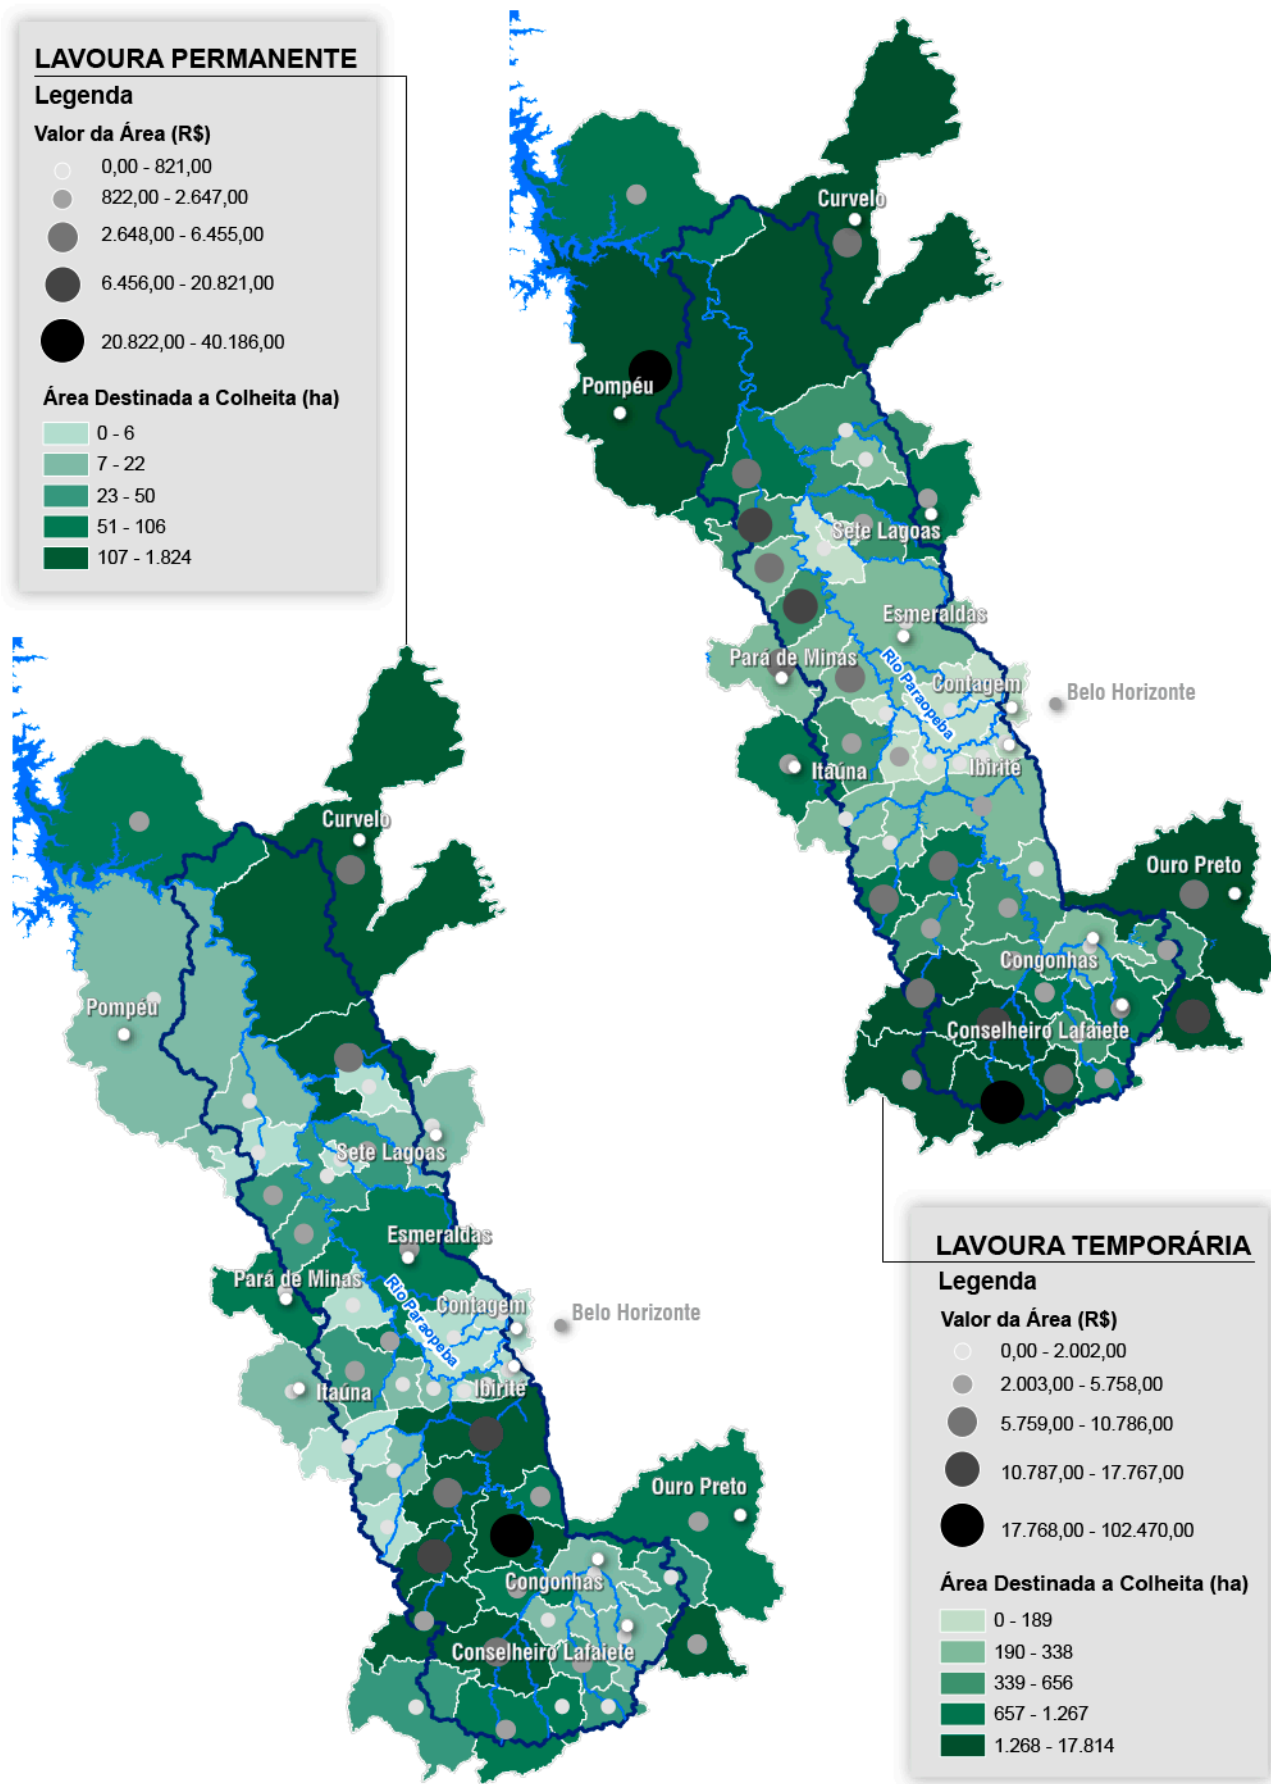 LAVOURA PERMANENTE
Legenda
Valor da Área (R$)
0,00 - 821,00
822,00 - 2.647,00
2.648,00 - 6.455,00
6.456,00 - 20.821,00
20.822,00 - 40.186,00
Área Destinada a Colheita (ha)
0 - 6
7 - 22
23 - 50
51 - 106
107 - 1.824
Curvelo
Pompéu
Sete Lagoas
Esmeraldas
Pará de Minas
Rio Paraopeba
Contagem
Belo Horizonte
Itaúna
Ibirité
Ouro Preto
Congonhas
Conselheiro Lafaiete
Curvelo
Pompéu
Sete Lagoas
Esmeraldas
Pará de Minas
Rio Paraopeba
Contagem
Belo Horizonte
Itaúna
Ibirité
Ouro Preto
Congonhas
Conselheiro Lafaiete
LAVOURA TEMPORÁRIA
Legenda
Valor da Área (R$)
0,00 - 2.002,00
2.003,00 - 5.758,00
5.759,00 - 10.786,00
10.787,00 - 17.767,00
17.768,00 - 102.470,00
Área Destinada a Colheita (ha)
0 - 189
190 - 338
339 - 656
657 - 1.267
1.268 - 17.814